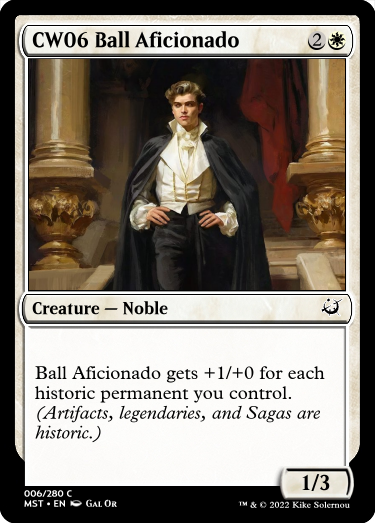 CW06 Ball Aficionado 2
Creature — Noble
Ball Aficionado gets +1/+0 for each
historic permanent you control.
(Artifacts, legendaries, and Sagas are
historic.)
1/3
006/280 C
MST • EN Gal Or
™ & © 2022 Kike Solernou